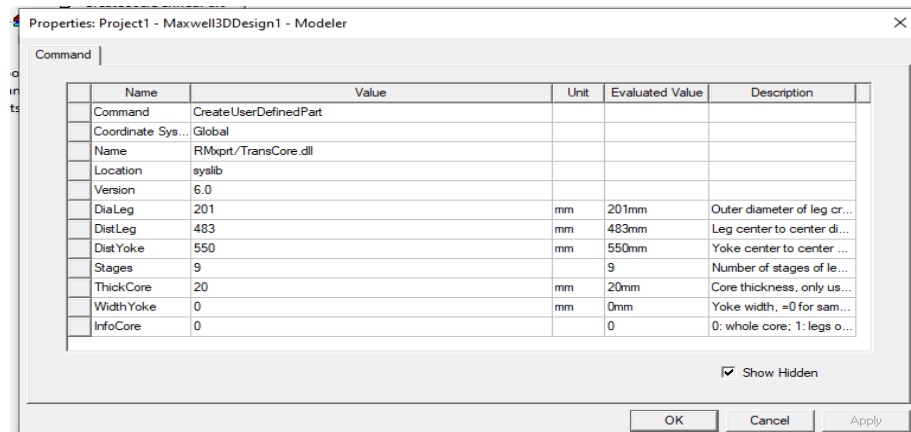 Properties: Project1 - Maxwell3DDesign1 - Modeler
Command
Name Value Unit Evaluated Value Description
Command CreateUserDefinedPart
Coordinate Sys... Global
Name RMxprt/TransCore.dll
Location syslib
Version 6.0
DiaLeg 201 mm 201mm Outer diameter of leg cr...
DistLeg 483 mm 483mm Leg center to center di...
DistYoke 550 mm 550mm Yoke center to center ...
Stages 9 9 Number of stages of le...
ThickCore 20 mm 20mm Core thickness, only us...
WidthYoke 0 mm 0mm Yoke width, =0 for sam...
InfoCore 0 0 0: whole core; 1: legs o...
Show Hidden
OK Cancel Apply